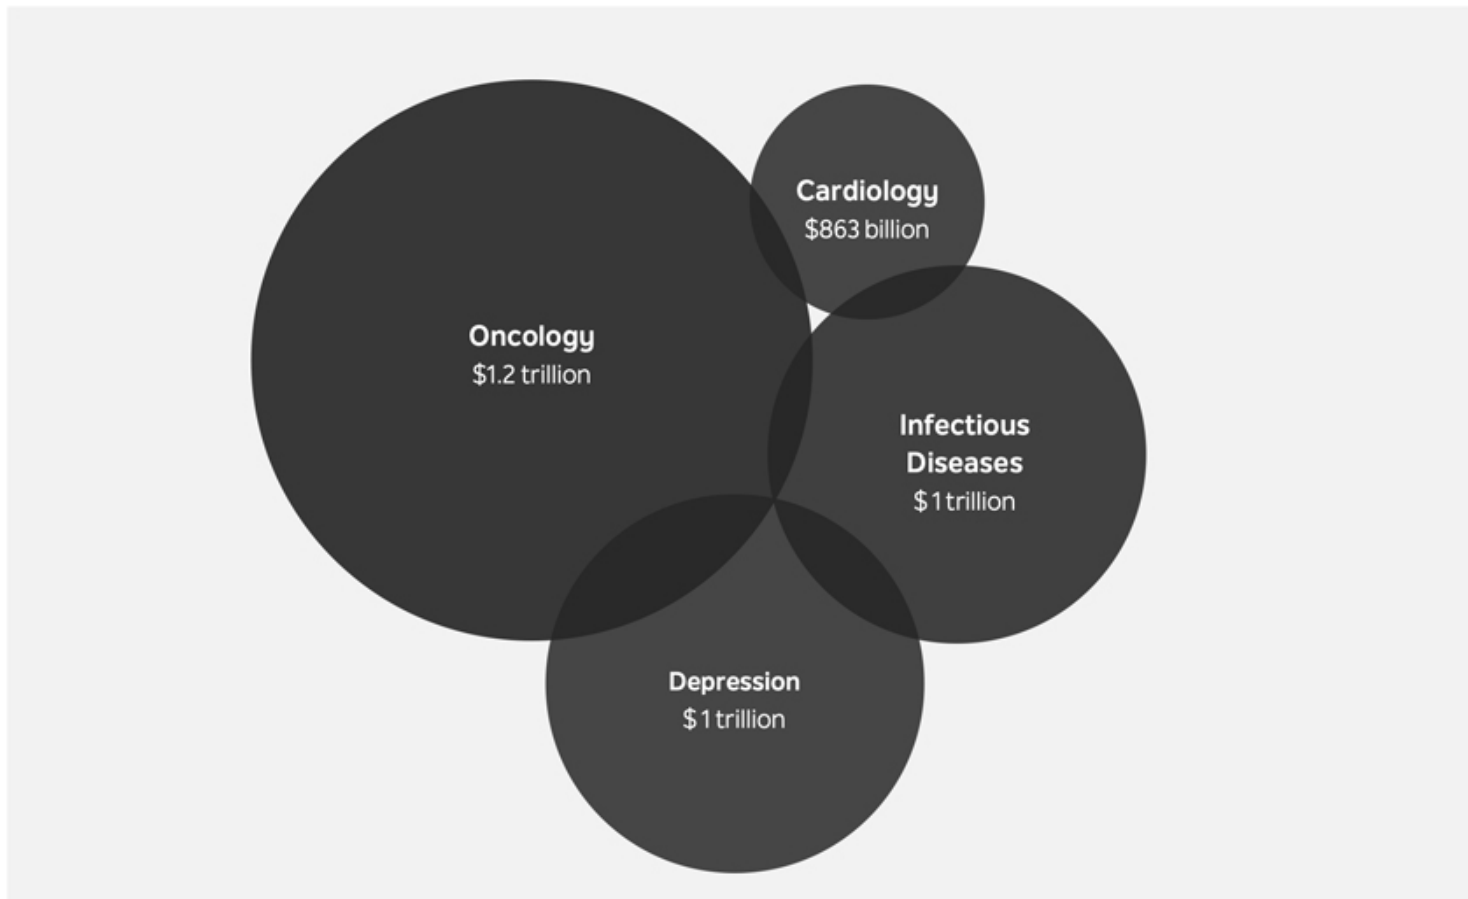 Cardiology
$863 billion
Oncology
$1.2 trillion
Infectious
Diseases
$1 trillion
Depression
$1 trillion